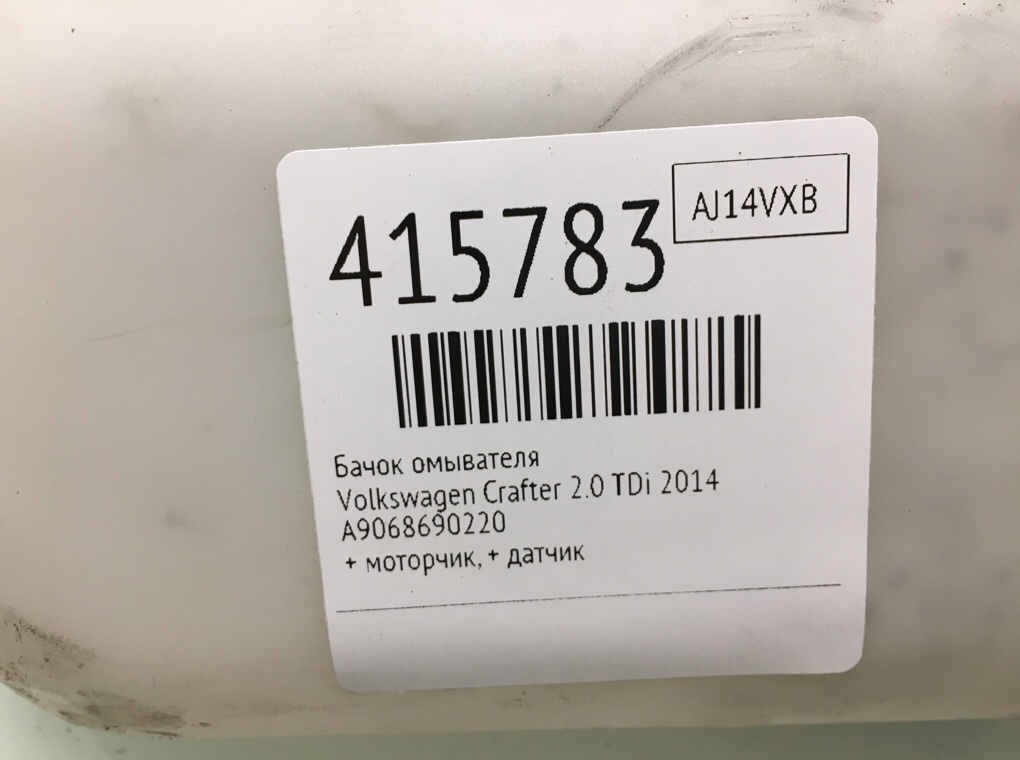 415783
AJ14VXB
Бачок омывателя
Volkswagen Crafter 2.0 TDi 2014
A9068690220
+ моторчик, + датчик